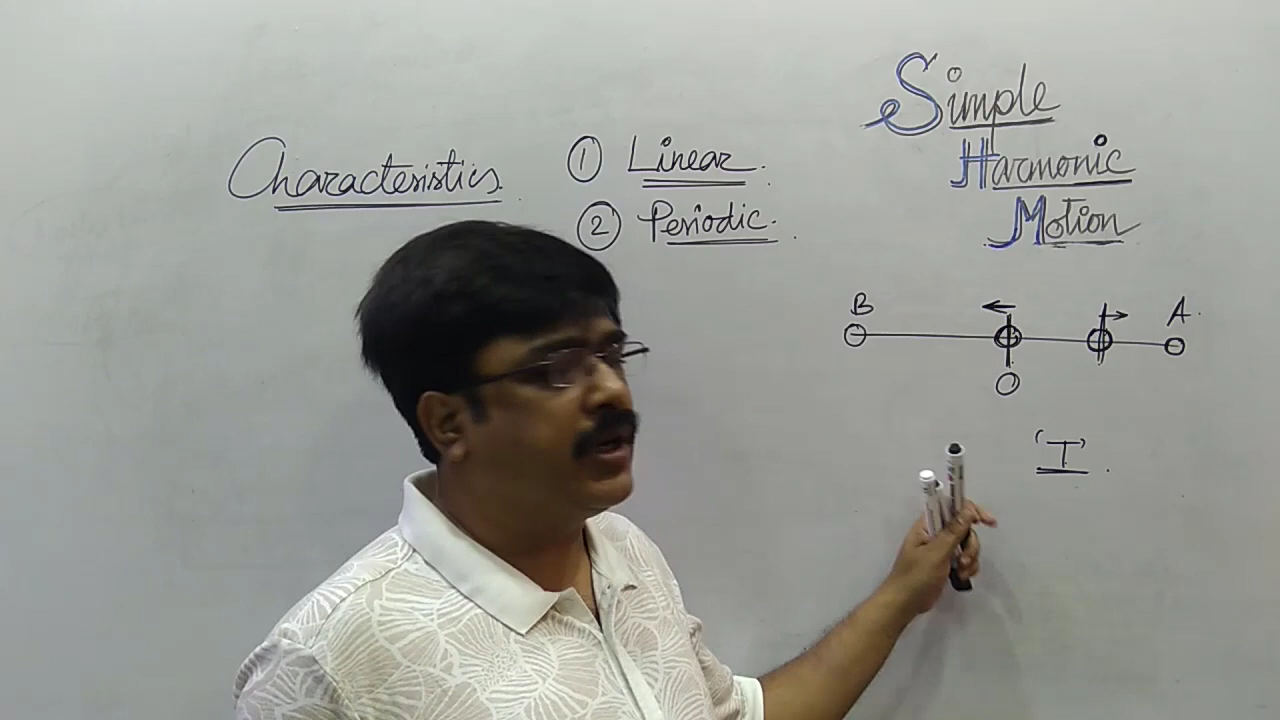 Simple
Harmonic
Motion
Characteristics.
① Linear.
② Periodic.
B
A.
O
'T'.